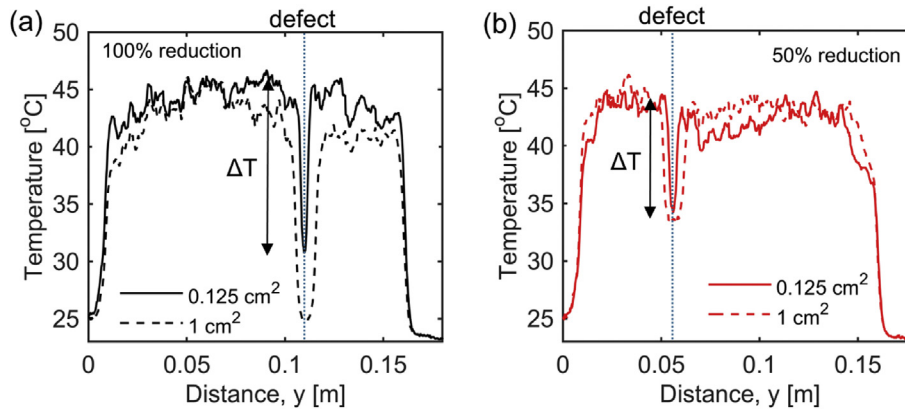 (a)
defect
100% reduction
50
45
40
35
30
25
Temperature [°C]
ΔT
0.125 cm²
1 cm²
0
0.05
0.1
0.15
Distance, y [m]
(b)
defect
50% reduction
50
45
40
35
30
25
Temperature [°C]
ΔT
0.125 cm²
1 cm²
0
0.05
0.1
0.15
Distance, y [m]